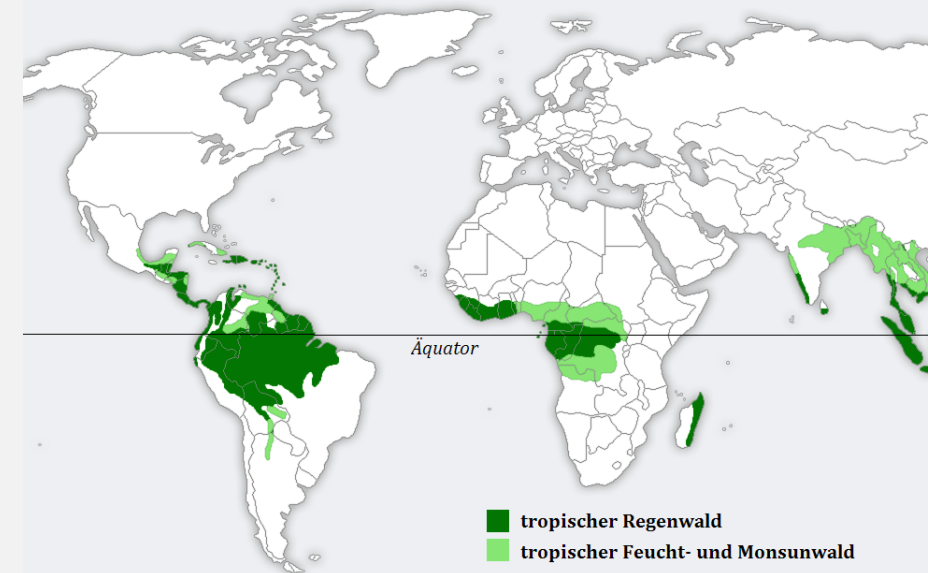 Äquator
tropischer Regenwald
tropischer Feucht- und Monsunwald